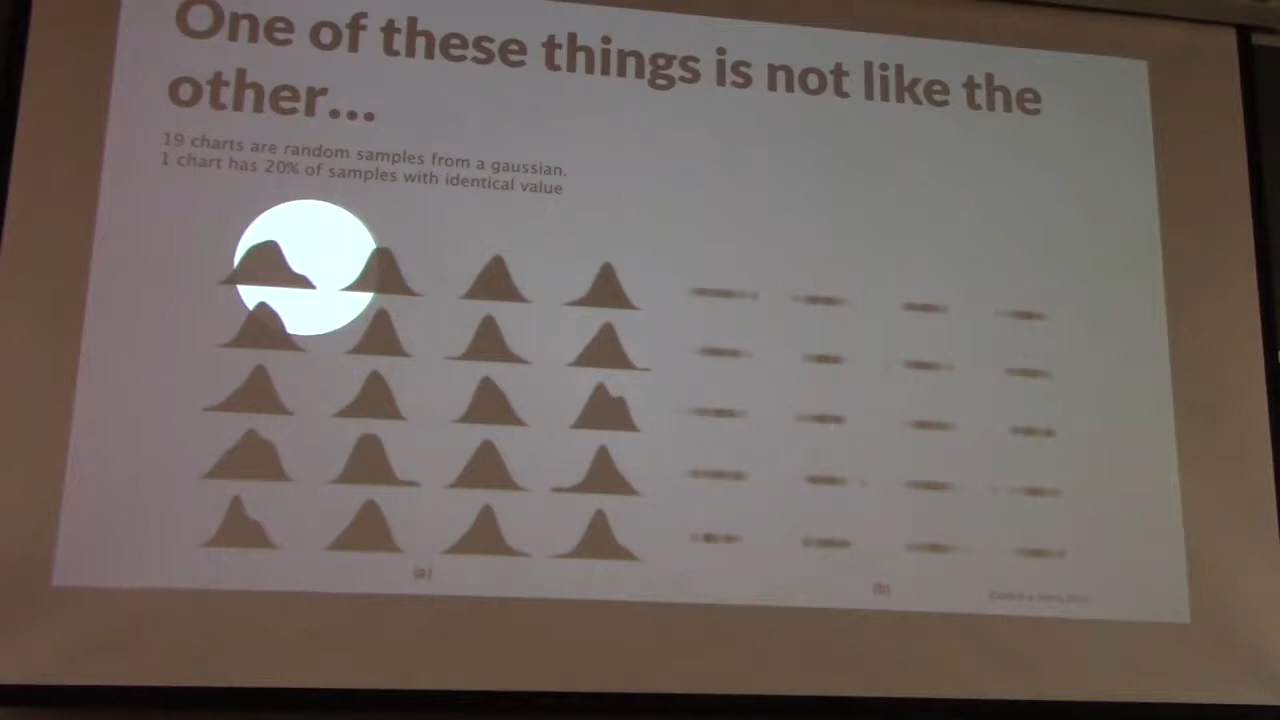 One of these things is not like the
other...
19 charts are random samples from a gaussian.
1 chart has 20% of samples with identical value
(a)
(b)